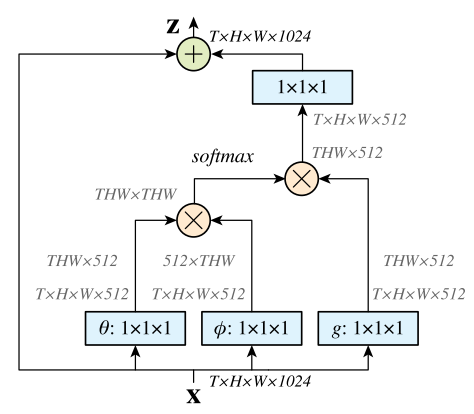 z
T×H×W×1024
+
1×1×1
T×H×W×512
softmax
THW×512
×
THW×THW
×
THW×512
512×THW
THW×512
T×H×W×512
T×H×W×512
T×H×W×512
θ: 1×1×1
ϕ: 1×1×1
g: 1×1×1
T×H×W×1024
x